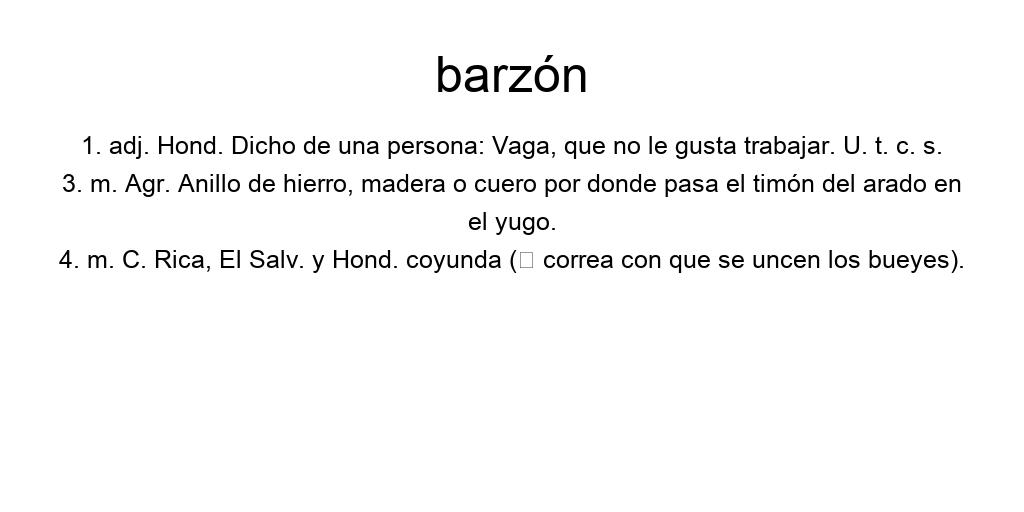 barzón
1. adj. Hond. Dicho de una persona: Vaga, que no le gusta trabajar. U. t. c. s.
3. m. Agr. Anillo de hierro, madera o cuero por donde pasa el timón del arado en
el yugo.
4. m. C. Rica, El Salv. y Hond. coyunda (□ correa con que se uncen los bueyes).